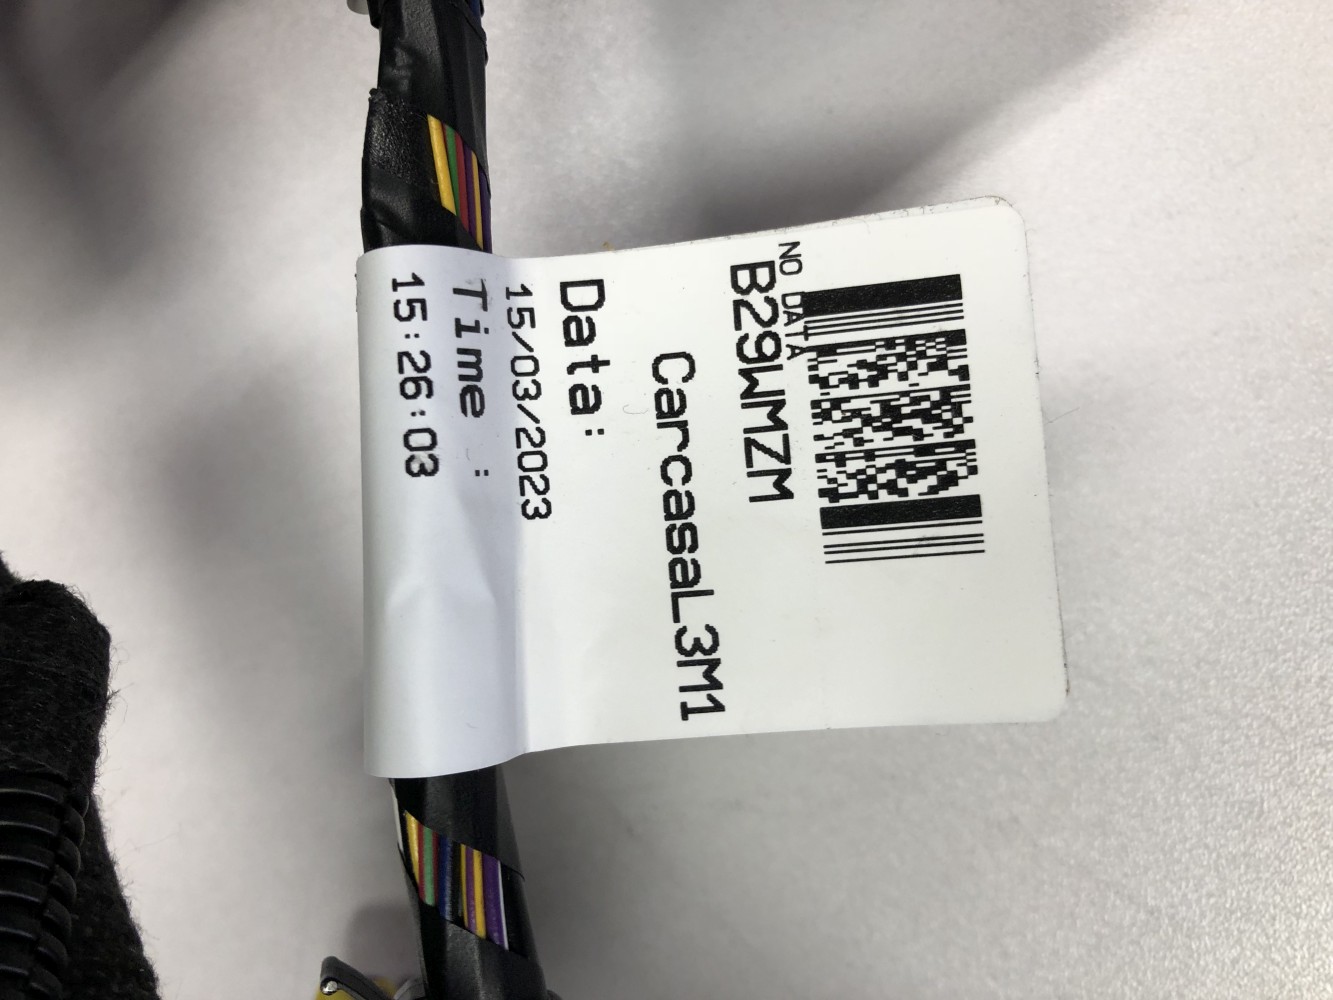 NO DATA
B29WMZM
CarcasaL3M1
Data:
15/03/2023
Time :
15:26:03